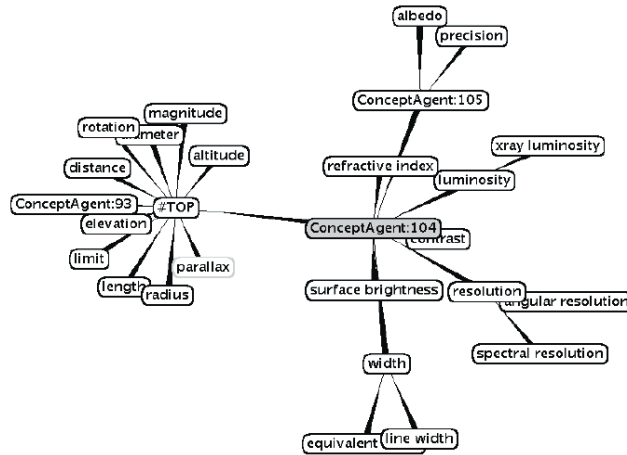 albedo
precision
ConceptAgent:105
magnitude
rotation
ameter
altitude
xray luminosity
distance
refractive index
luminosity
ConceptAgent:93
#TOP
elevation
ConceptAgent:104
contrast
limit
parallax
length
radius
surface brightness
resolution
angular resolution
spectral resolution
width
equivalent
line width